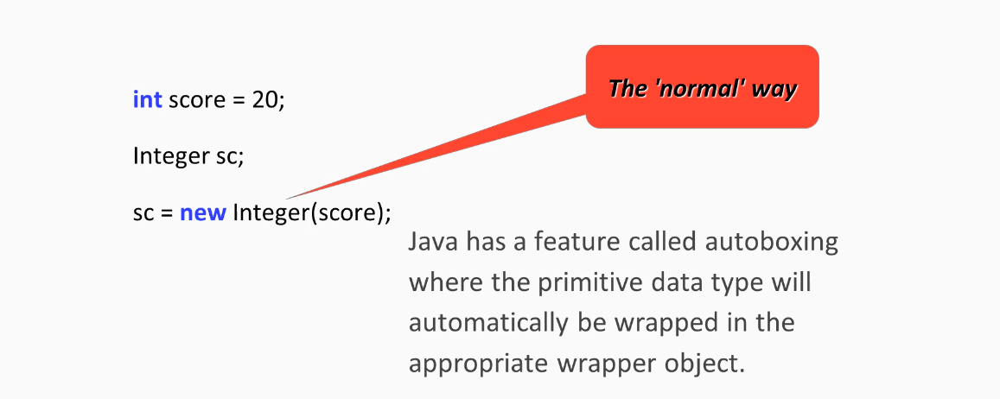 The 'normal' way
int score = 20;
Integer sc;
sc = new Integer(score);
Java has a feature called autoboxing
where the primitive data type will
automatically be wrapped in the
appropriate wrapper object.